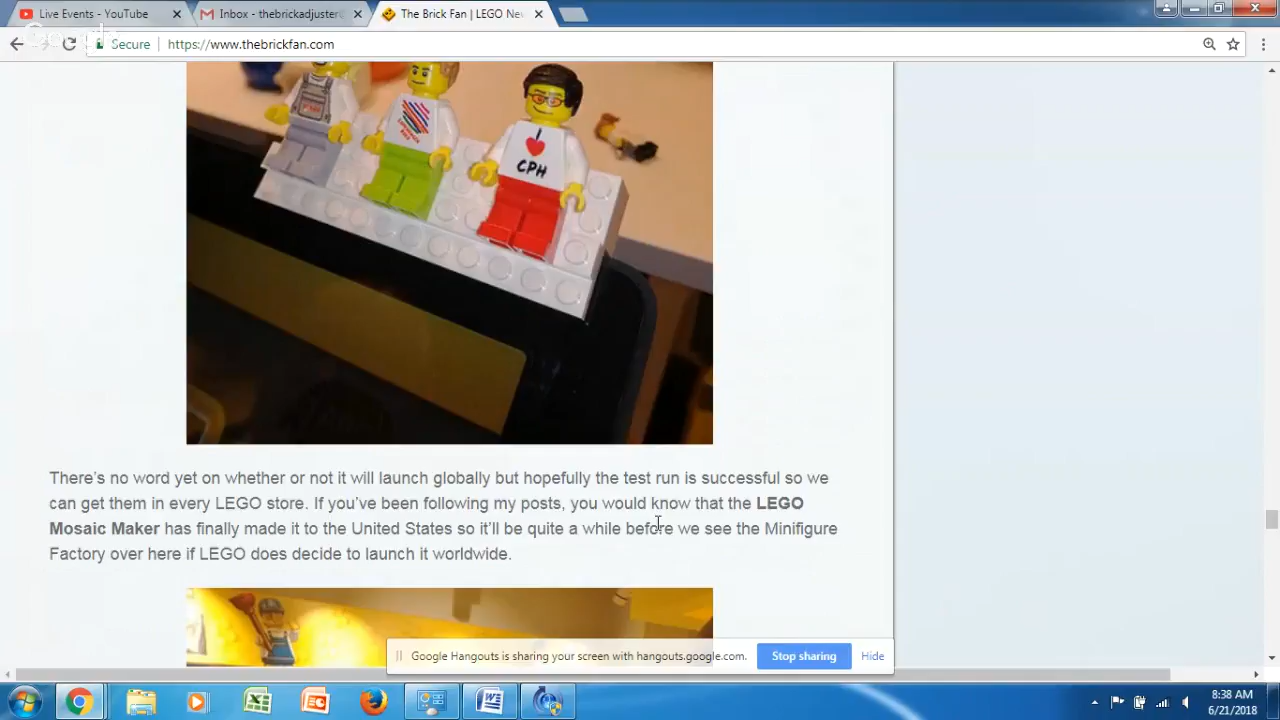 Live Events - YouTube
Inbox - thebrickadjuster@
The Brick Fan | LEGO Ne
Secure
https://www.thebrickfan.com
I
CPH
There's no word yet on whether or not it will launch globally but hopefully the test run is successful so we
can get them in every LEGO store. If you've been following my posts, you would know that the LEGO
Mosaic Maker has finally made it to the United States so it'll be quite a while before we see the Minifigure
Factory over here if LEGO does decide to launch it worldwide.
Google Hangouts is sharing your screen with hangouts.google.com.
Stop sharing
Hide
8:38 AM
6/21/2018